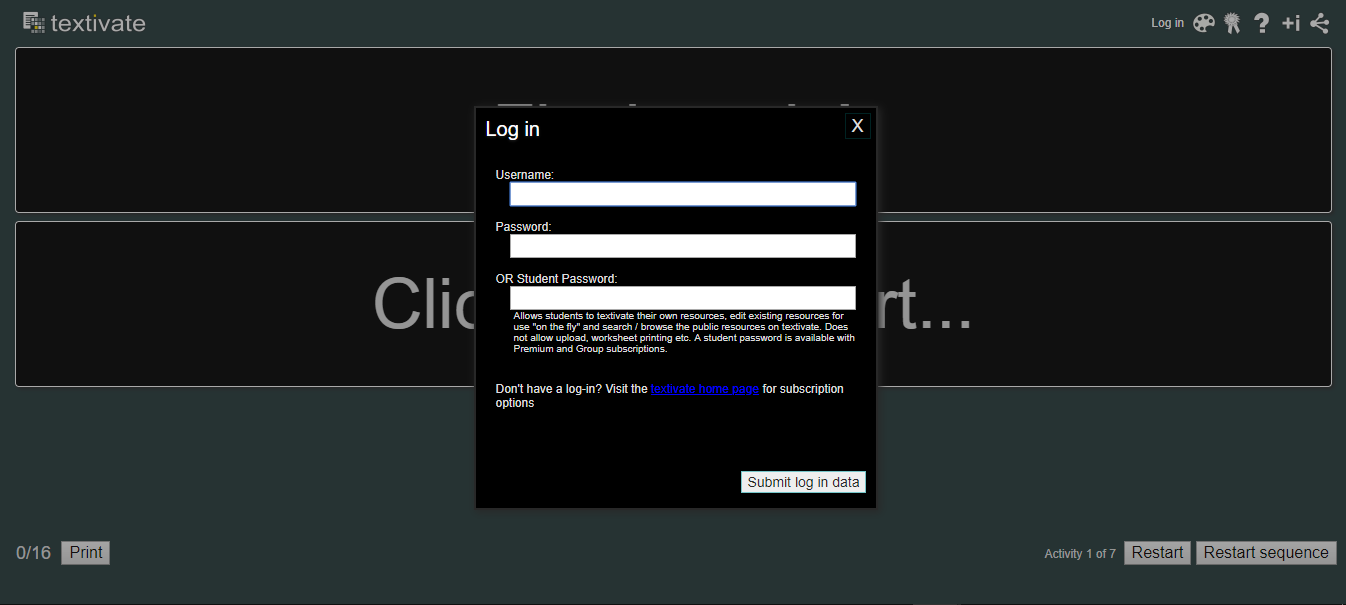 textivate
Log in
Log in
X
Username:
Password:
OR Student Password:
Allows students to textivate their own resources, edit existing resources for
use "on the fly" and search / browse the public resources on textivate. Does
not allow upload, worksheet printing etc. A student password is available with
Premium and Group subscriptions.
Don't have a log-in? Visit the textivate home page for subscription
options
Submit log in data
0/16
Print
Activity 1 of 7
Restart
Restart sequence